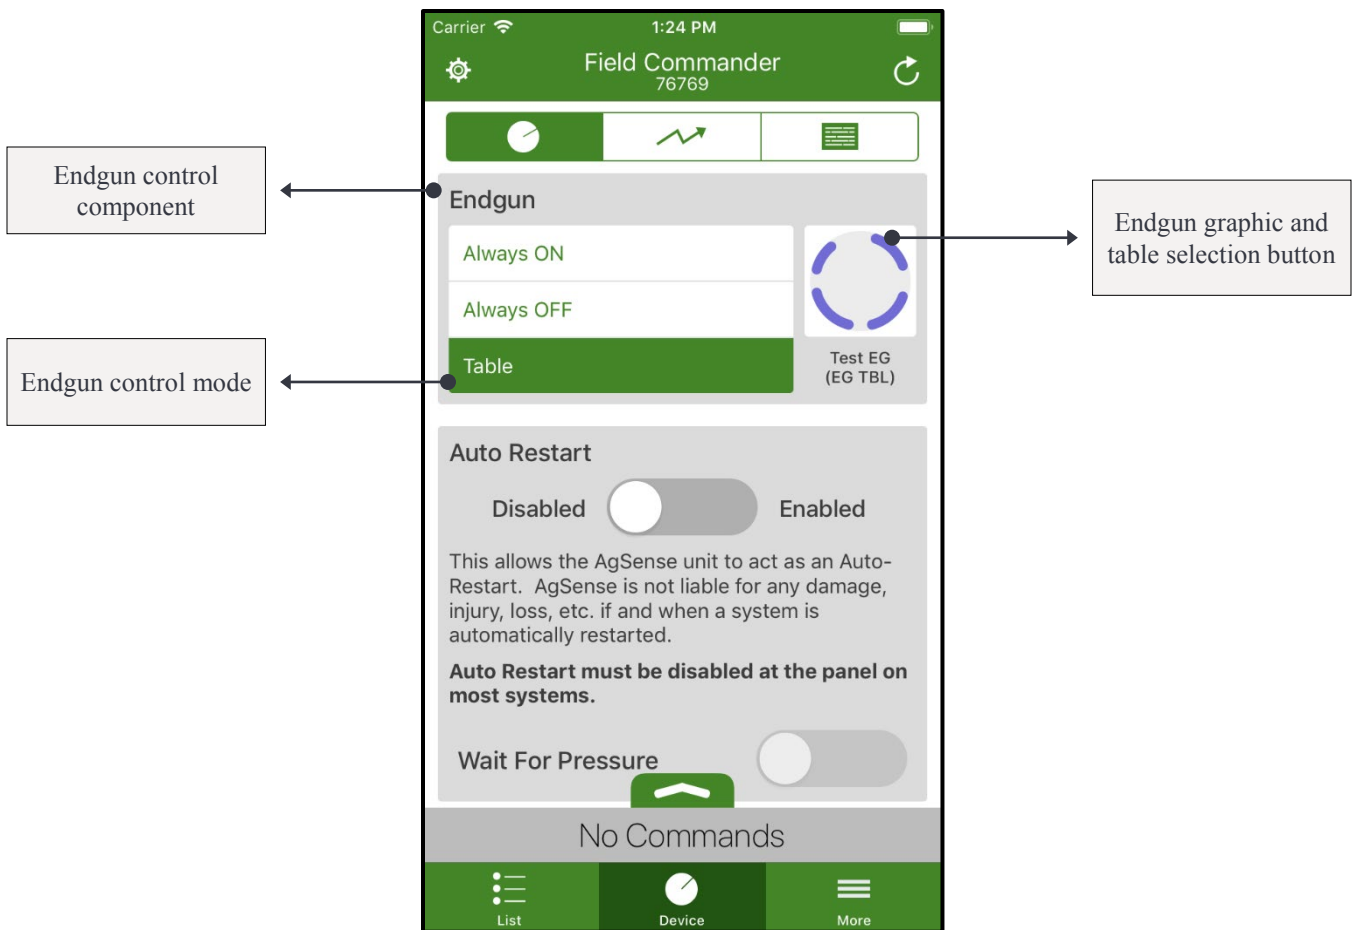 Carrier
1:24 PM
Field Commander
76769
Endgun control
component
Endgun
Always ON
Always OFF
Table
Test EG
(EG TBL)
Endgun graphic and
table selection button
Endgun control mode
Auto Restart
Disabled
Enabled
This allows the AgSense unit to act as an Auto-
Restart.  AgSense is not liable for any damage,
injury, loss, etc. if and when a system is
automatically restarted.
Auto Restart must be disabled at the panel on
most systems.
Wait For Pressure
No Commands
List
Device
More